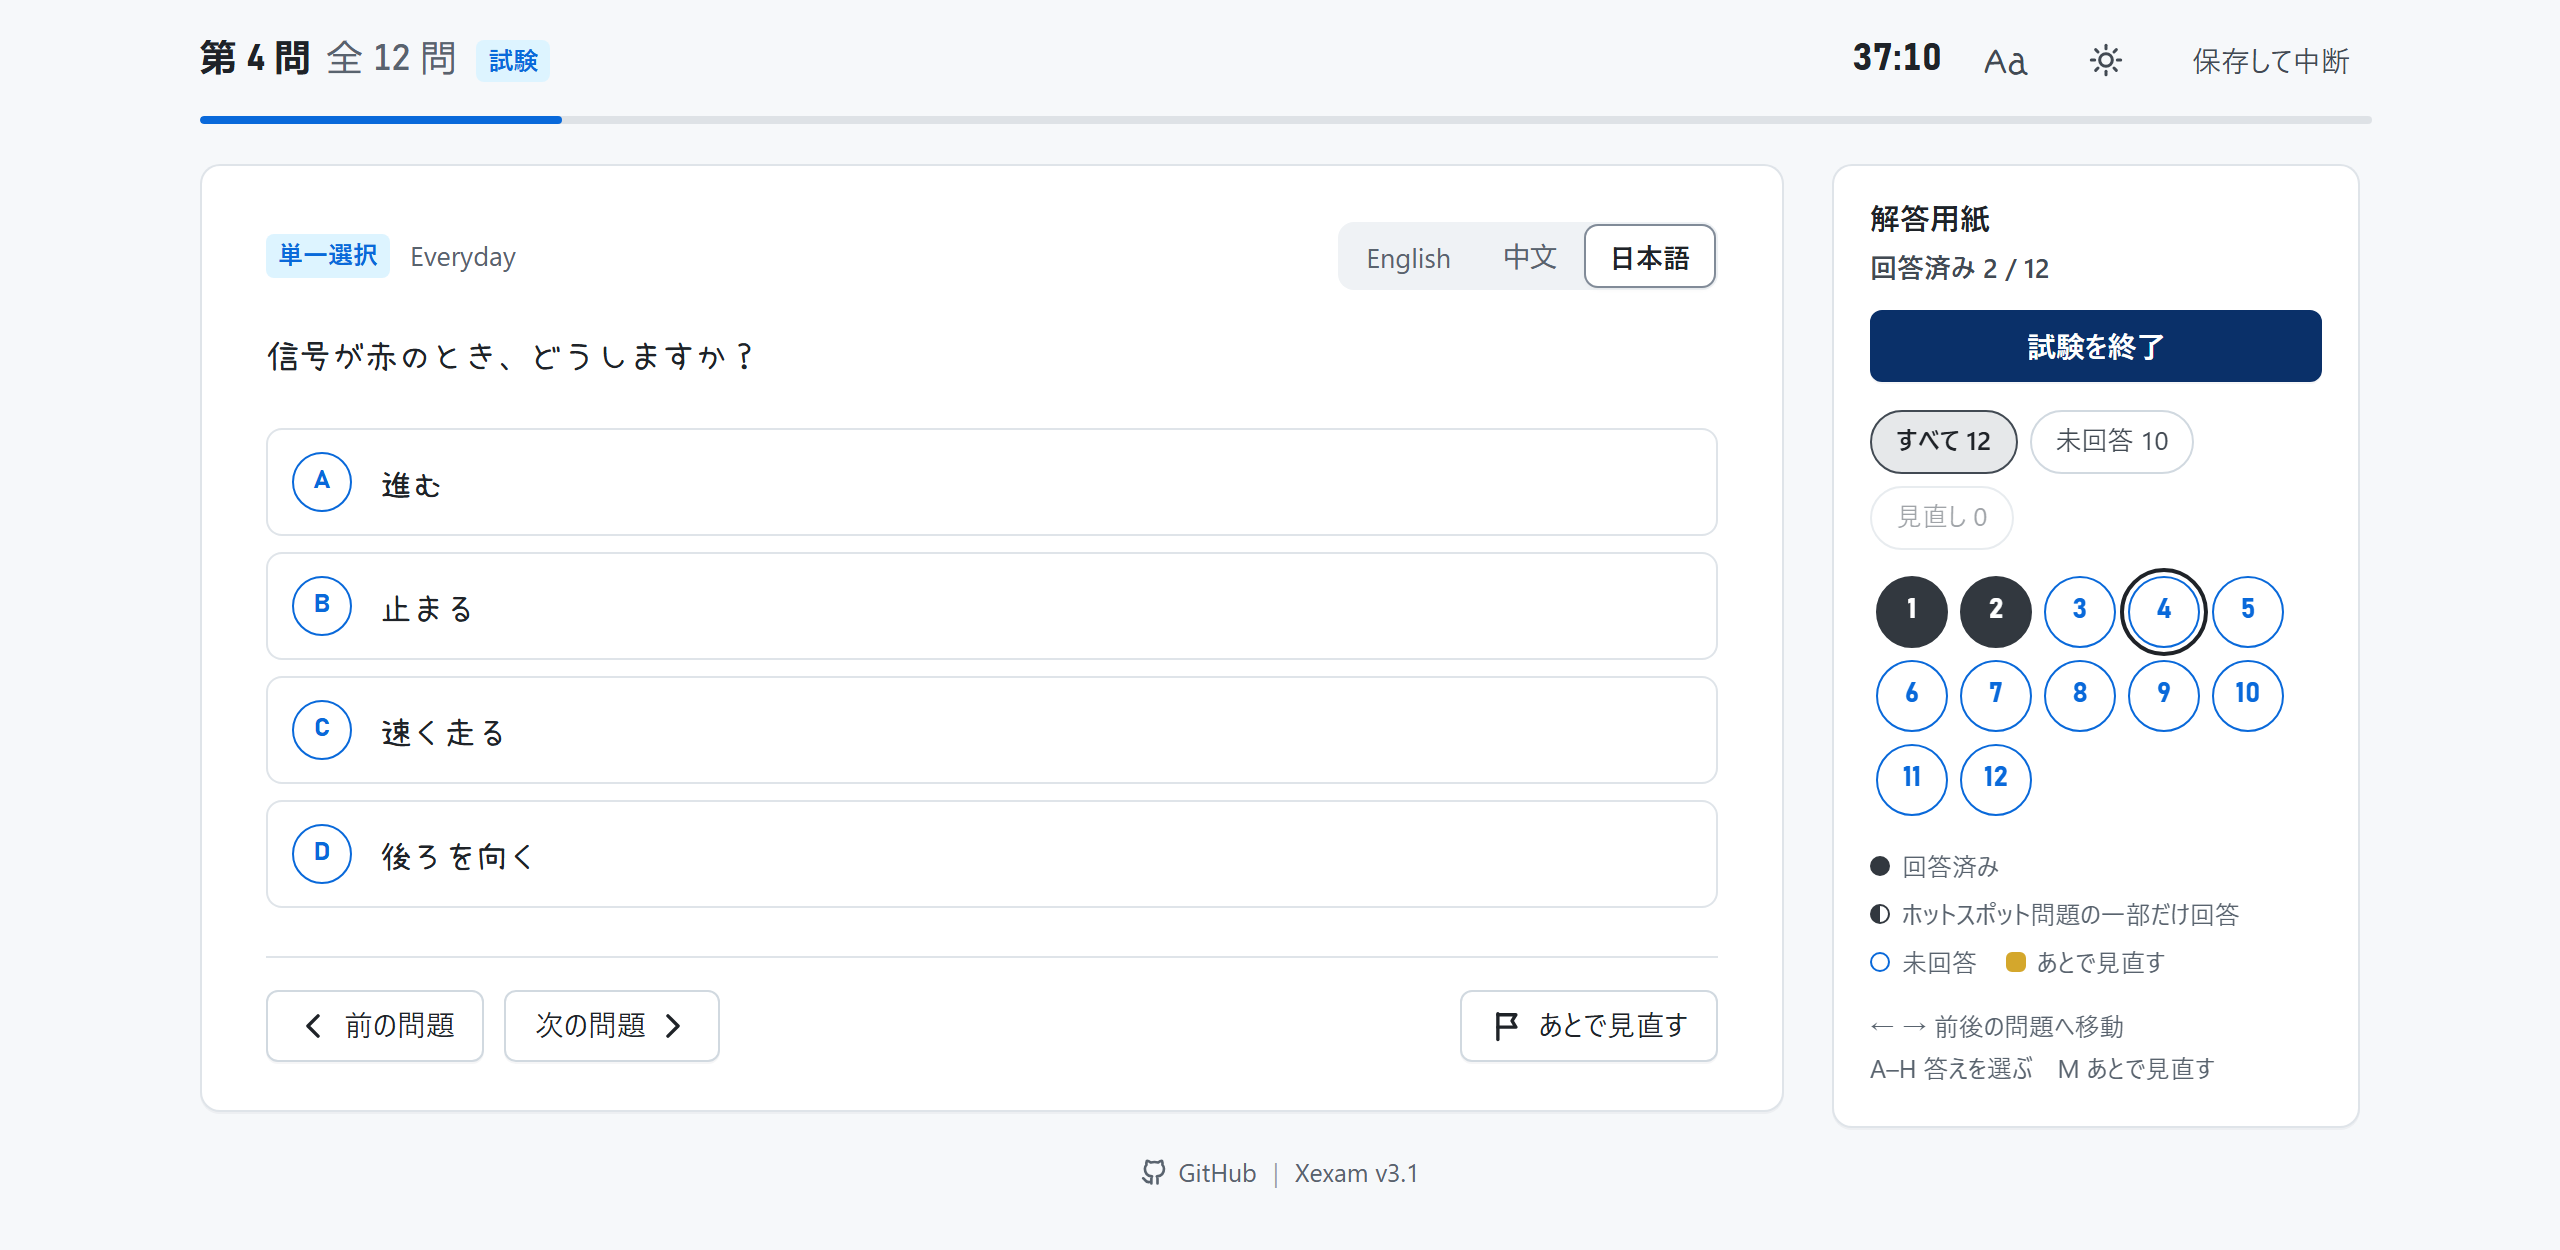 第 4 問 全 12 問 試験
37:10 Aa 保存して中断
単一選択 Everyday
English 中文 日本語
信号が赤のとき、どうしますか？
A 進む
B 止まる
C 速く走る
D 後ろを向く
前の問題 次の問題 あとで見直す
解答用紙
回答済み 2 / 12
試験を終了
すべて 12 未回答 10
見直し 0
1 2 3 4 5
6 7 8 9 10
11 12
回答済み
ホットスポット問題の一部だけ回答
未回答 あとで見直す
← → 前後の問題へ移動
A–H 答えを選ぶ M あとで見直す
GitHub | Xexam v3.1